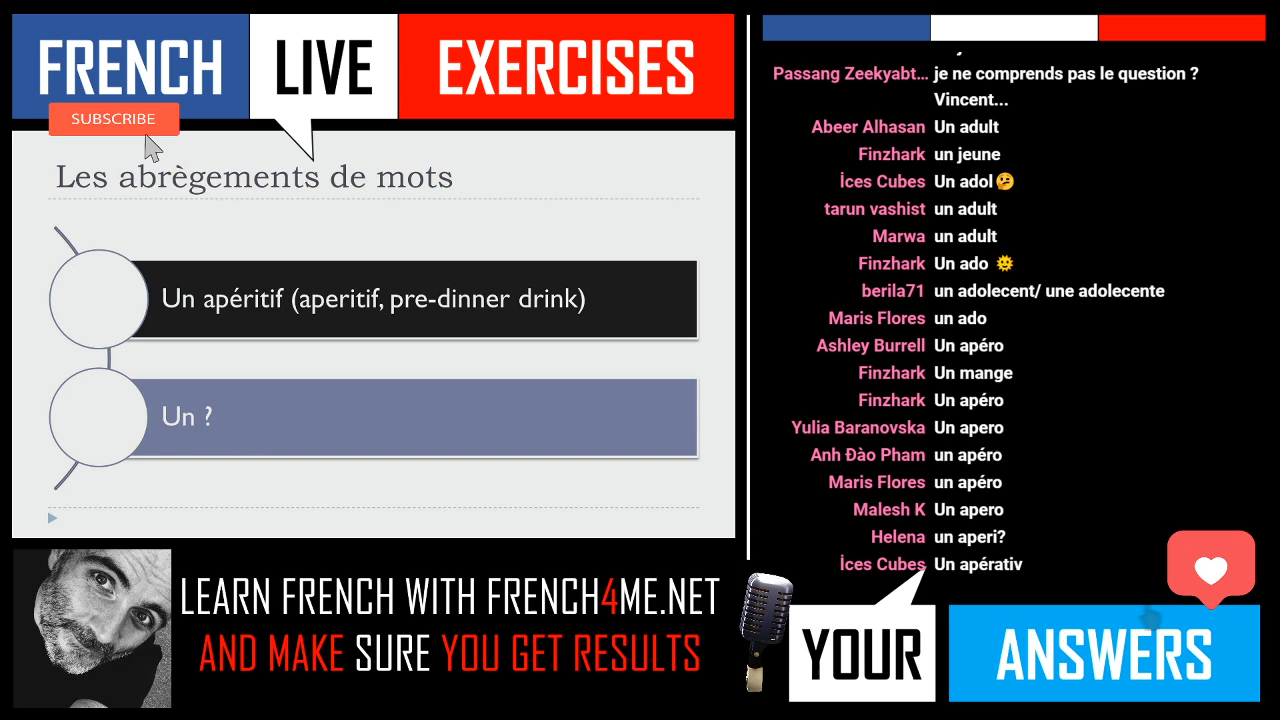 FRENCH LIVE EXERCISES
SUBSCRIBE
Les abrègements de mots
Un apéritif (aperitif, pre-dinner drink)
Un ?
LEARN FRENCH WITH FRENCH4ME.NET
AND MAKE SURE YOU GET RESULTS
Passang Zeekyabt... je ne comprends pas le question ?
Vincent...
Abeer Alhasan Un adult
Finzhark un jeune
İces Cubes Un adol🤔
tarun vashist un adult
Marwa un adult
Finzhark Un ado 🌞
berila71 un adolecent/ une adolecente
Maris Flores un ado
Ashley Burrell Un apéro
Finzhark Un mange
Finzhark Un apéro
Yulia Baranovska Un apero
Anh Đào Pham un apéro
Maris Flores un apéro
Malesh K Un apero
Helena un aperi?
İces Cubes Un apérativ
YOUR ANSWERS